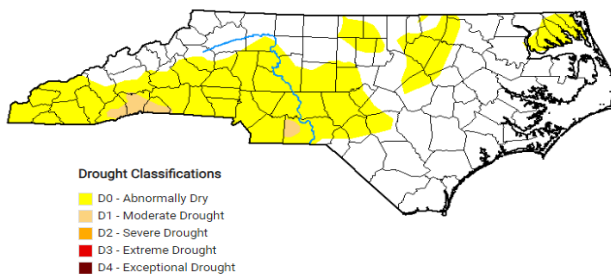 Drought Classifications
D0 - Abnormally Dry
D1 - Moderate Drought
D2 - Severe Drought
D3 - Extreme Drought
D4 - Exceptional Drought